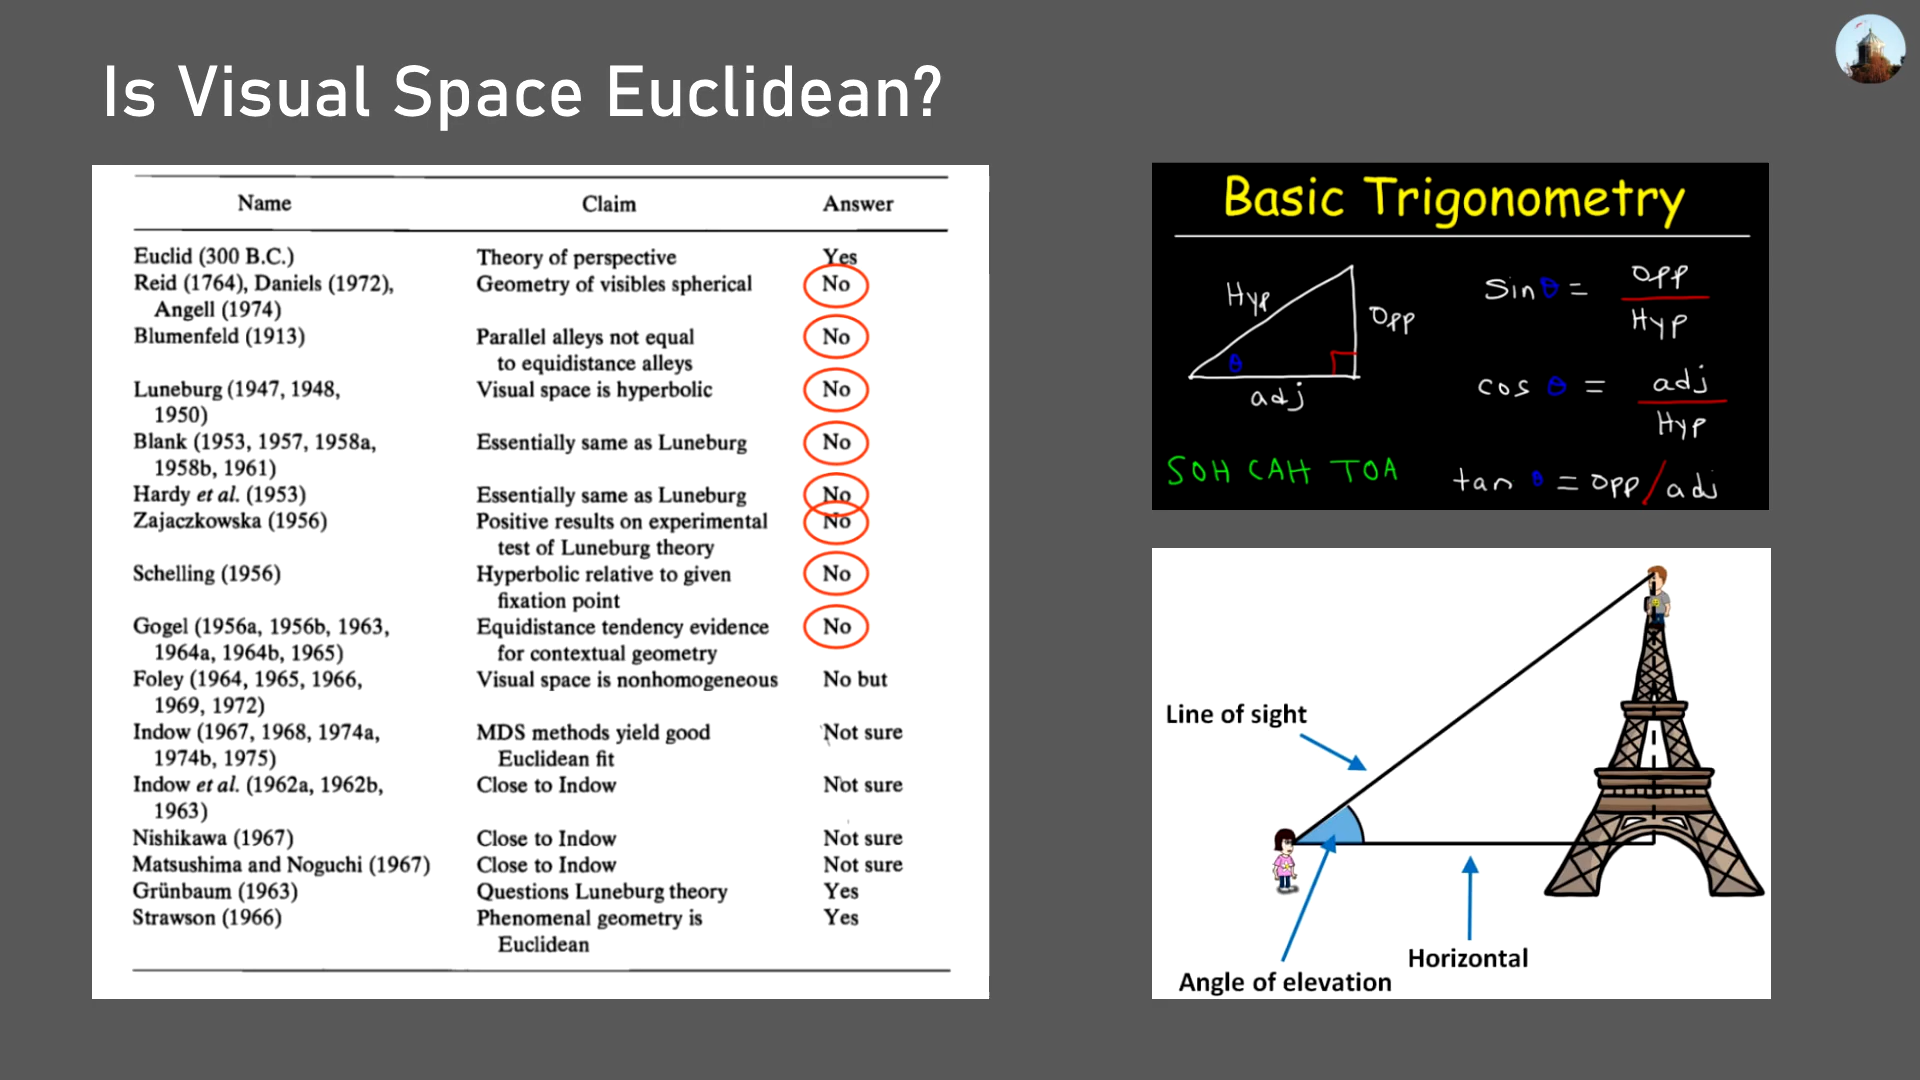 Is Visual Space Euclidean?
Name Claim Answer
Euclid (300 B.C.) Theory of perspective Yes
Reid (1764), Daniels (1972), Geometry of visibles spherical No
Angell (1974)
Blumenfeld (1913) Parallel alleys not equal No
to equidistance alleys
Luneburg (1947, 1948, Visual space is hyperbolic No
1950)
Blank (1953, 1957, 1958a, Essentially same as Luneburg No
1958b, 1961)
Hardy et al. (1953) Essentially same as Luneburg No
Zajaczkowska (1956) Positive results on experimental No
test of Luneburg theory
Schelling (1956) Hyperbolic relative to given No
fixation point
Gogel (1956a, 1956b, 1963, Equidistance tendency evidence No
1964a, 1964b, 1965) for contextual geometry
Foley (1964, 1965, 1966, Visual space is nonhomogeneous No but
1969, 1972)
Indow (1967, 1968, 1974a, MDS methods yield good Not sure
1974b, 1975) Euclidean fit
Indow et al. (1962a, 1962b, Close to Indow Not sure
1963)
Nishikawa (1967) Close to Indow Not sure
Matsushima and Noguchi (1967) Close to Indow Not sure
Grünbaum (1963) Questions Luneburg theory Yes
Strawson (1966) Phenomenal geometry is Yes
Euclidean
Basic Trigonometry
Hyp
Opp
θ
adj
SOH CAH TOA
Sin θ = Opp
Hyp
cos θ = adj
Hyp
tan θ = opp/adj
Line of sight
Horizontal
Angle of elevation